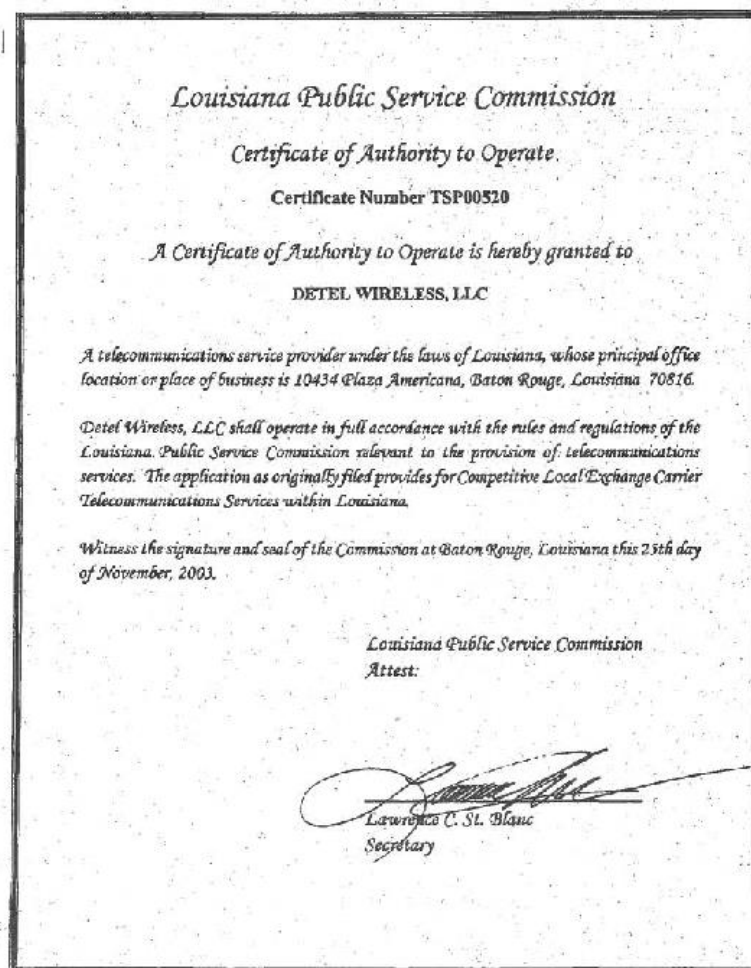 Louisiana Public Service Commission
Certificate of Authority to Operate
Certificate Number TSP00520
A Certificate of Authority to Operate is hereby granted to
DETEL WIRELESS, LLC
A telecommunications service provider under the laws of Louisiana, whose principal office
location or place of business is 10434 Plaza Americana, Baton Rouge, Louisiana 70816.
Detel Wireless, LLC shall operate in full accordance with the rules and regulations of the
Louisiana Public Service Commission relevant to the provision of telecommunications
services. The application as originally filed provides for Competitive Local Exchange Carrier
Telecommunications Services within Louisiana.
Witness the signature and seal of the Commission at Baton Rouge, Louisiana this 25th day
of November, 2003.
Louisiana Public Service Commission
Attest:
Lawrence C. St. Blanc
Secretary